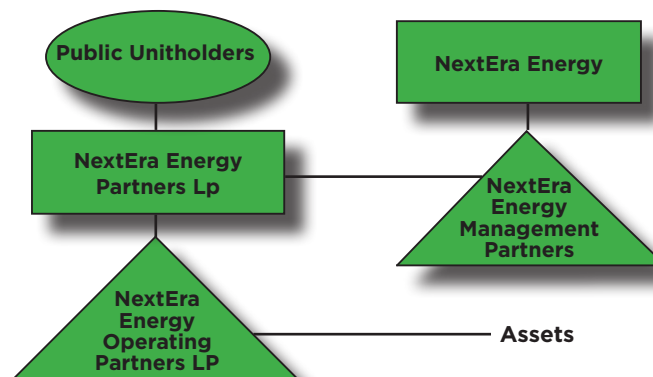 Public Unitholders
NextEra Energy
NextEra Energy
Partners Lp
NextEra
Energy
Management
Partners
NextEra
Energy
Operating
Partners LP
Assets